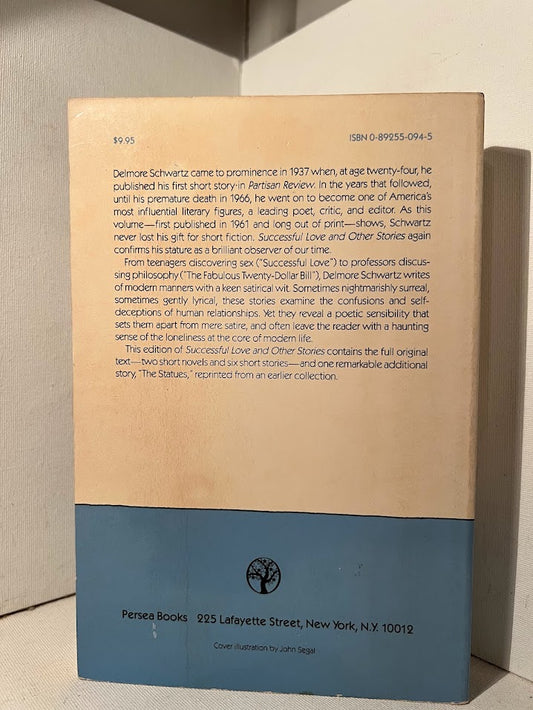 $9.95 ISBN 0-89255-094-5
Delmore Schwartz came to prominence in 1937 when, at age twenty-four, he
published his first short story in Partisan Review. In the years that followed,
until his premature death in 1966, he went on to become one of America's
most influential literary figures, a leading poet, critic, and editor. As this
volume—first published in 1961 and long out of print—shows, Schwartz
never lost his gift for short fiction. Successful Love and Other Stories again
confirms his stature as a brilliant observer of our time.
From teenagers discovering sex ("Successful Love") to professors discus-
sing philosophy ("The Fabulous Twenty-Dollar Bill"), Delmore Schwartz writes
of modern manners with a keen satirical wit. Sometimes nightmarishly surreal,
sometimes gently lyrical, these stories examine the confusions and self-
deceptions of human relationships. Yet they reveal a poetic sensibility that
sets them apart from mere satire, and often leave the reader with a haunting
sense of the loneliness at the core of modern life.
This edition of Successful Love and Other Stories contains the full original
text—two short novels and six short stories—and one remarkable additional
story, "The Statues," reprinted from an earlier collection.
Persea Books 225 Lafayette Street, New York, N.Y. 10012
Cover illustration by John Segal